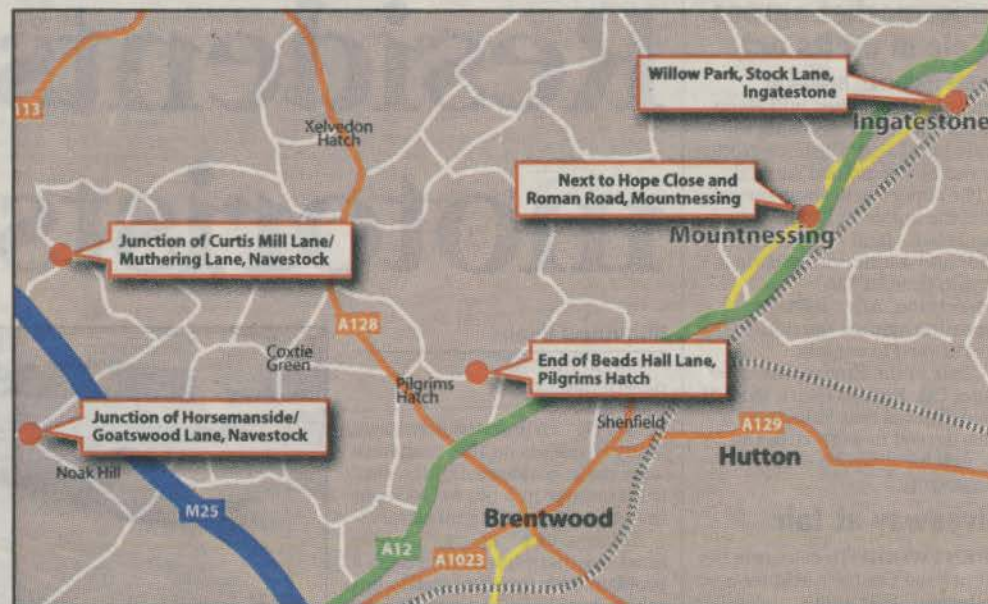 Willow Park, Stock Lane,
Ingatestone
Ingatestone
113
Xelvedon
Hatch
Next to Hope Close and
Roman Road, Mountnessing
Mountnessing
Junction of Curtis Mill Lane/
Muthering Lane, Navestock
A128
Coxtie
Green
End of Beads Hall Lane,
Pilgrims Hatch
Pilgrims
Hatch
Junction of Horsemanside/
Goatswood Lane, Navestock
Shenfield
A129
Hutton
Noak Hill
M25
Brentwood
A12
A1023